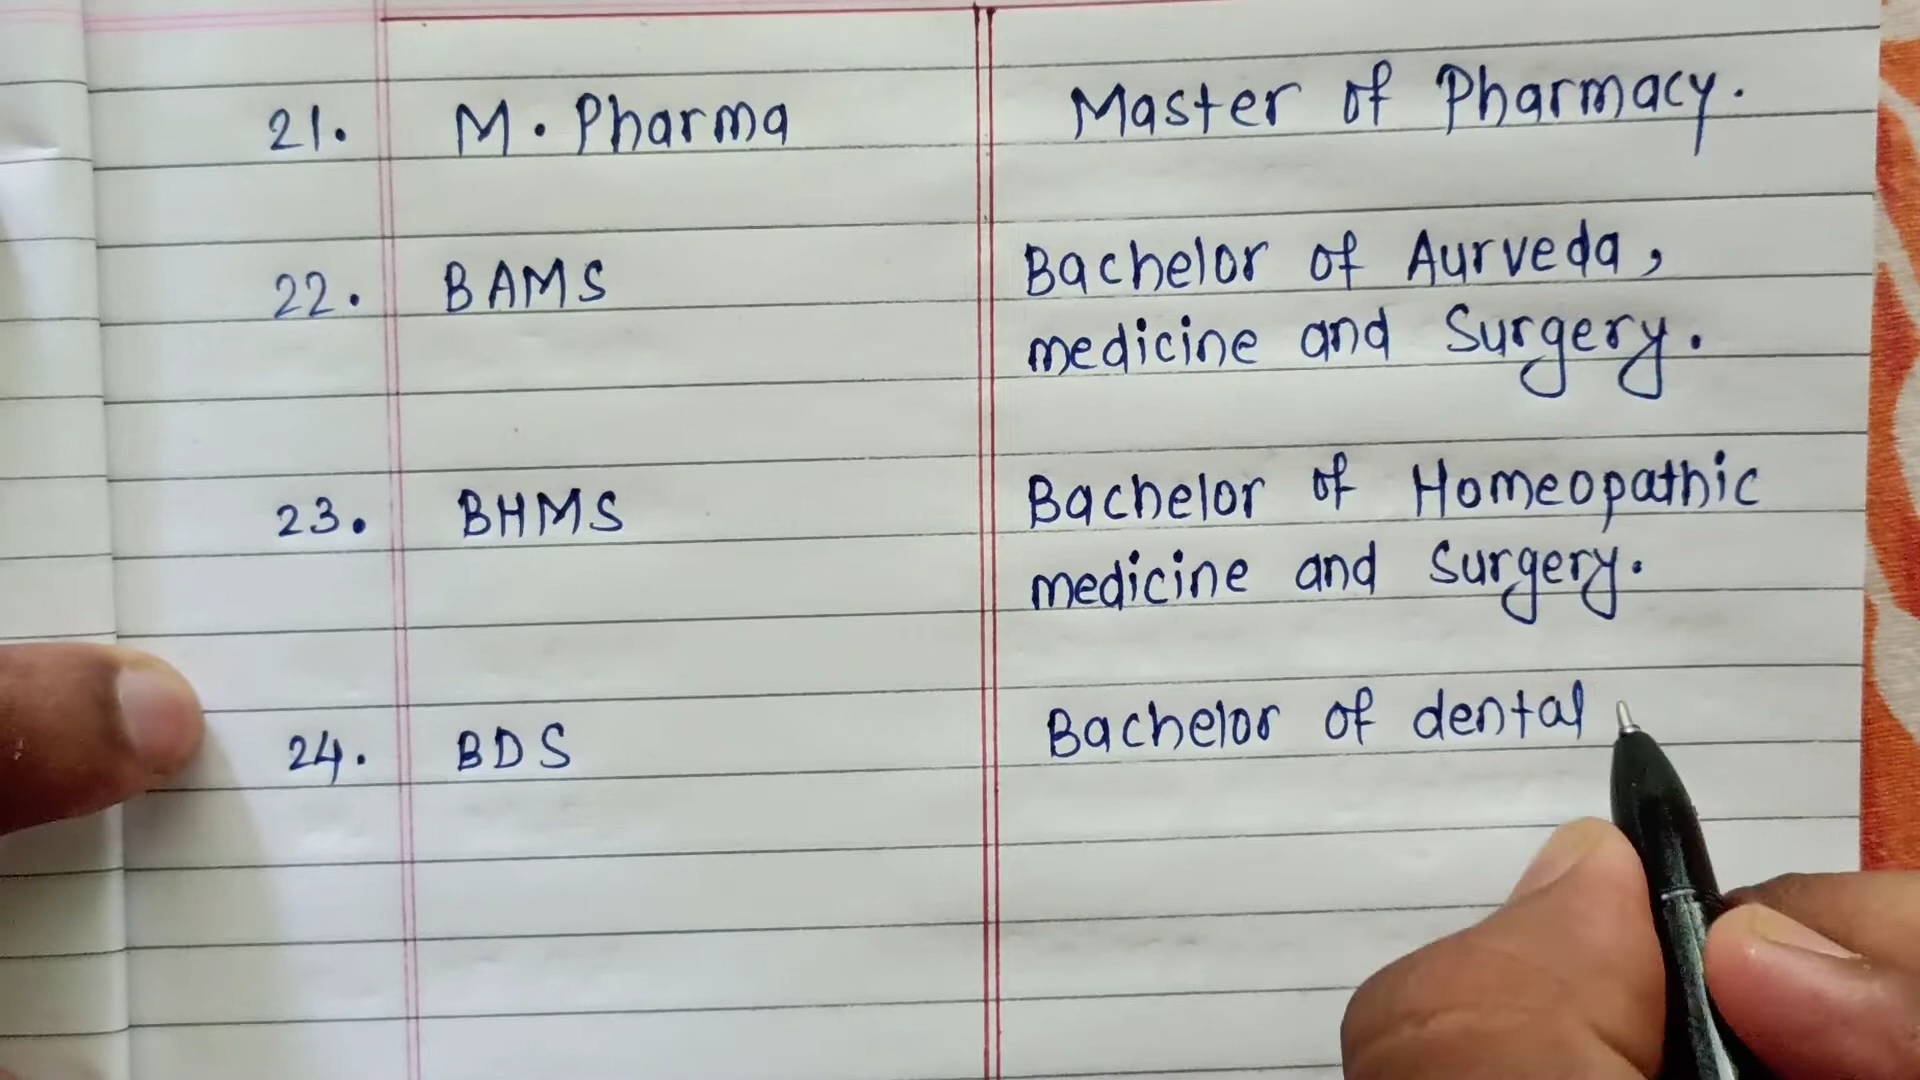 21. M. Pharma Master of Pharmacy.
22. BAMS Bachelor of Aurveda,
medicine and Surgery.
23. BHMS Bachelor of Homeopathic
medicine and Surgery.
24. BDS Bachelor of dental